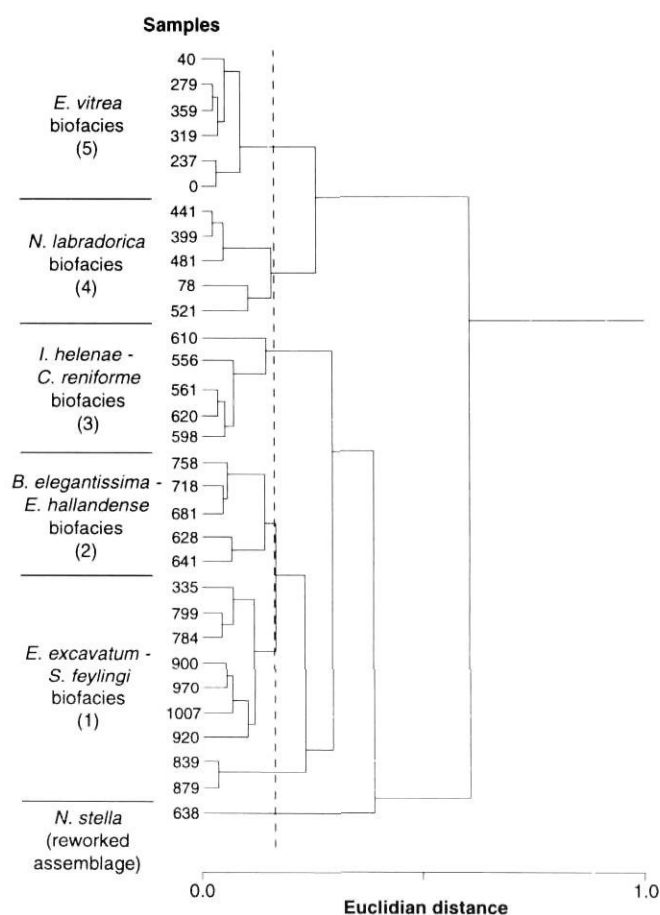 Samples
40
279
359
319
237
0
E. vitrea
biofacies
(5)
441
399
481
78
521
N. labradorica
biofacies
(4)
610
556
561
620
598
I. helenae -
C. reniforme
biofacies
(3)
758
718
681
628
641
B. elegantissima -
E. hallandense
biofacies
(2)
335
799
784
900
970
1007
920
839
879
E. excavatum -
S. feylingi
biofacies
(1)
638
N. stella
(reworked
assemblage)
0.0
1.0
Euclidian distance